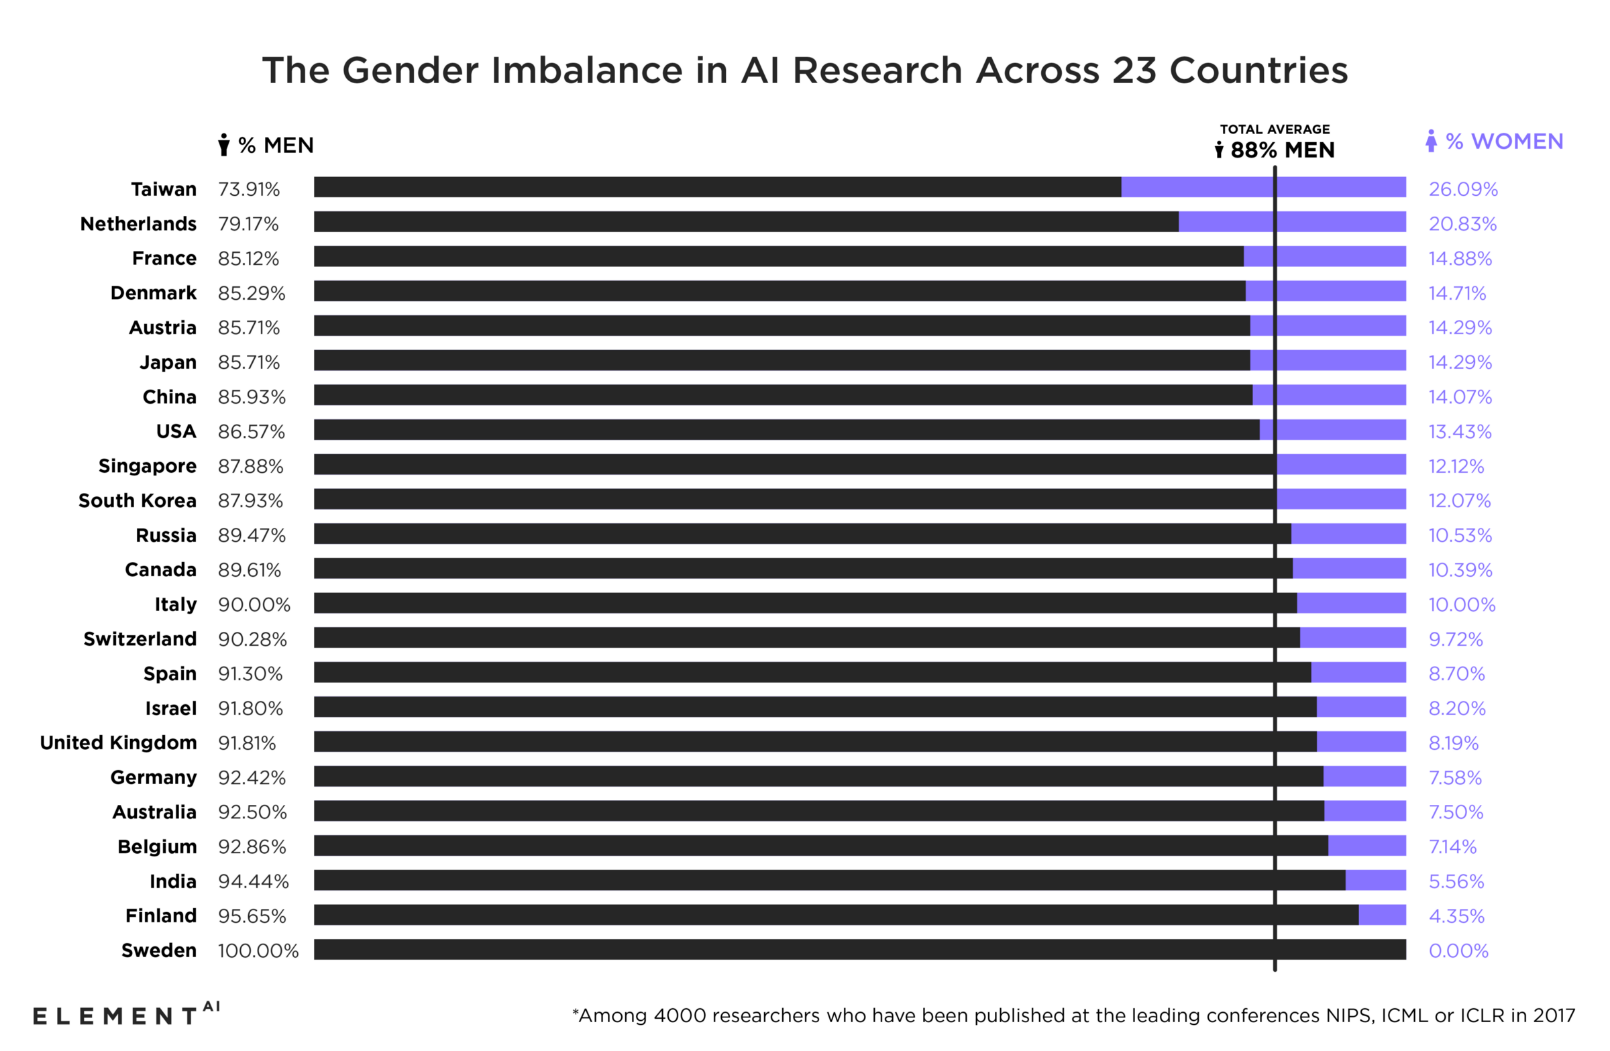 The Gender Imbalance in AI Research Across 23 Countries
% MEN
TOTAL AVERAGE
88% MEN
% WOMEN
Taiwan 73.91% 26.09%
Netherlands 79.17% 20.83%
France 85.12% 14.88%
Denmark 85.29% 14.71%
Austria 85.71% 14.29%
Japan 85.71% 14.29%
China 85.93% 14.07%
USA 86.57% 13.43%
Singapore 87.88% 12.12%
South Korea 87.93% 12.07%
Russia 89.47% 10.53%
Canada 89.61% 10.39%
Italy 90.00% 10.00%
Switzerland 90.28% 9.72%
Spain 91.30% 8.70%
Israel 91.80% 8.20%
United Kingdom 91.81% 8.19%
Germany 92.42% 7.58%
Australia 92.50% 7.50%
Belgium 92.86% 7.14%
India 94.44% 5.56%
Finland 95.65% 4.35%
Sweden 100.00% 0.00%
ELEMENT AI
*Among 4000 researchers who have been published at the leading conferences NIPS, ICML or ICLR in 2017